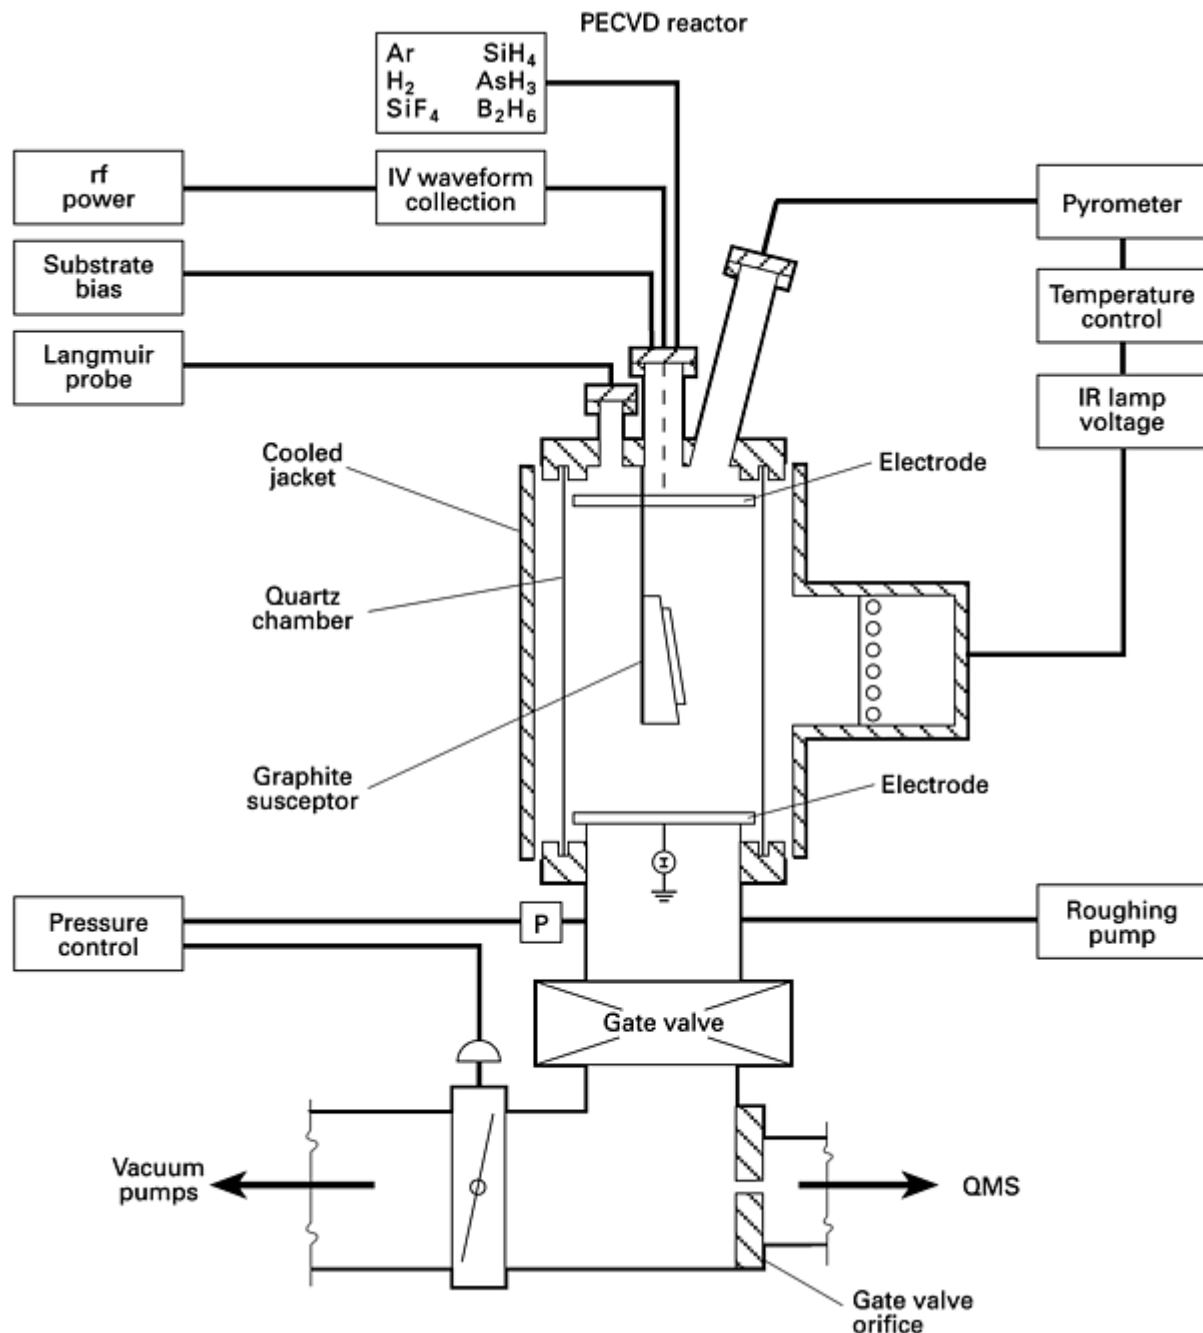 PECVD reactor
Ar SiH₄
H₂ AsH₃
SiF₄ B₂H₆
rf
power
IV waveform
collection
Pyrometer
Substrate
bias
Temperature
control
Langmuir
probe
IR lamp
voltage
Cooled
jacket
Electrode
Quartz
chamber
Graphite
susceptor
Electrode
I
Pressure
control
P
Roughing
pump
Gate valve
Vacuum
pumps
QMS
Gate valve
orifice